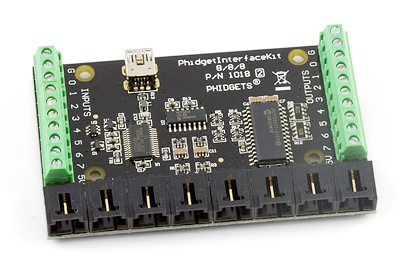 PhidgetInterfaceKit
8/8/8
P/N 1018 2
PHIDGETS®
G
0
1
INPUTS
2
3
4
5
6
7
5V
G
0
1
OUTPUTS
2
3
4
5
6
7
5V